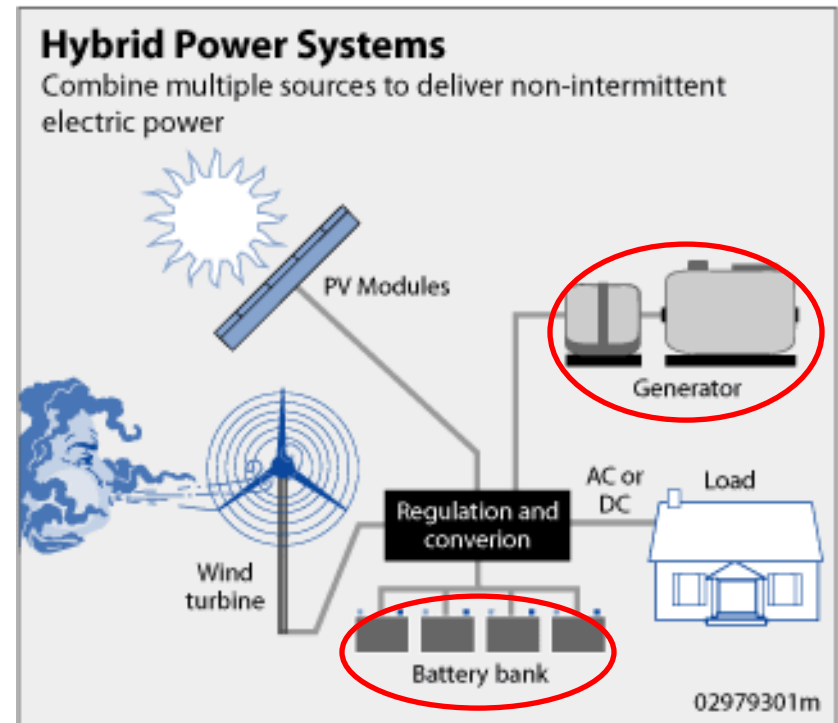 Hybrid Power Systems
Combine multiple sources to deliver non-intermittent
electric power
PV Modules
Generator
AC or
DC
Load
Regulation and
converion
Wind
turbine
Battery bank
02979301m